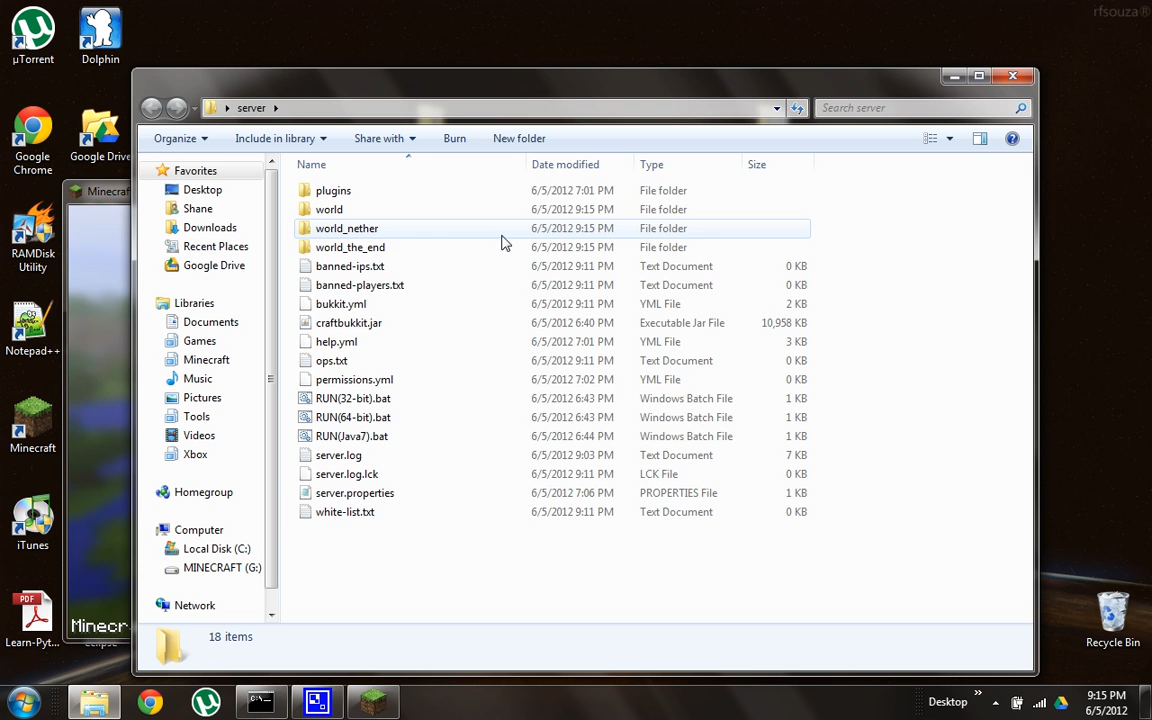 rfsouza®
µTorrent
Dolphin
Google Chrome
Google Drive
RAMDisk Utility
Notepad++
Minecraft
iTunes
PDF
Learn-Pyt...
eclipse
Minecraf
Minecr
server
Search server
Organize
Include in library
Share with
Burn
New folder
Favorites
Desktop
Shane
Downloads
Recent Places
Google Drive
Libraries
Documents
Games
Minecraft
Music
Pictures
Tools
Videos
Xbox
Homegroup
Computer
Local Disk (C:)
MINECRAFT (G:)
Network
Name Date modified Type Size
plugins 6/5/2012 7:01 PM File folder
world 6/5/2012 9:15 PM File folder
world_nether 6/5/2012 9:15 PM File folder
world_the_end 6/5/2012 9:15 PM File folder
banned-ips.txt 6/5/2012 9:11 PM Text Document 0 KB
banned-players.txt 6/5/2012 9:11 PM Text Document 0 KB
bukkit.yml 6/5/2012 9:11 PM YML File 2 KB
craftbukkit.jar 6/5/2012 6:40 PM Executable Jar File 10,958 KB
help.yml 6/5/2012 7:01 PM YML File 3 KB
ops.txt 6/5/2012 9:11 PM Text Document 0 KB
permissions.yml 6/5/2012 7:02 PM YML File 0 KB
RUN(32-bit).bat 6/5/2012 6:43 PM Windows Batch File 1 KB
RUN(64-bit).bat 6/5/2012 6:43 PM Windows Batch File 1 KB
RUN(Java7).bat 6/5/2012 6:44 PM Windows Batch File 1 KB
server.log 6/5/2012 9:03 PM Text Document 7 KB
server.log.lck 6/5/2012 9:11 PM LCK File 0 KB
server.properties 6/5/2012 7:06 PM PROPERTIES File 1 KB
white-list.txt 6/5/2012 9:11 PM Text Document 0 KB
18 items
Recycle Bin
Desktop
9:15 PM
6/5/2012